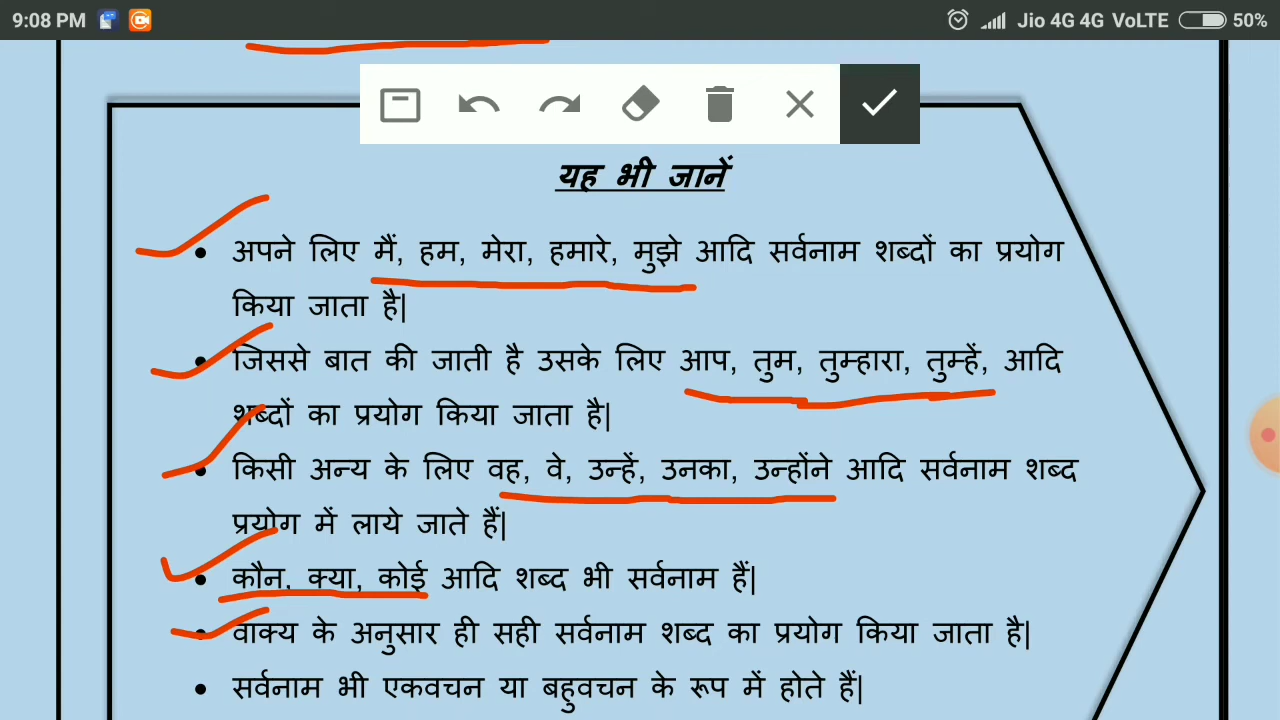 9:08 PM Jio 4G 4G VoLTE 50%
यह भी जानें
• अपने लिए मैं, हम, मेरा, हमारे, मुझे आदि सर्वनाम शब्दों का प्रयोग
किया जाता है|
• जिससे बात की जाती है उसके लिए आप, तुम, तुम्हारा, तुम्हें, आदि
शब्दों का प्रयोग किया जाता है|
• किसी अन्य के लिए वह, वे, उन्हें, उनका, उन्होंने आदि सर्वनाम शब्द
प्रयोग में लाये जाते हैं|
• कौन, क्या, कोई आदि शब्द भी सर्वनाम हैं|
• वाक्य के अनुसार ही सही सर्वनाम शब्द का प्रयोग किया जाता है|
• सर्वनाम भी एकवचन या बहुवचन के रूप में होते हैं|